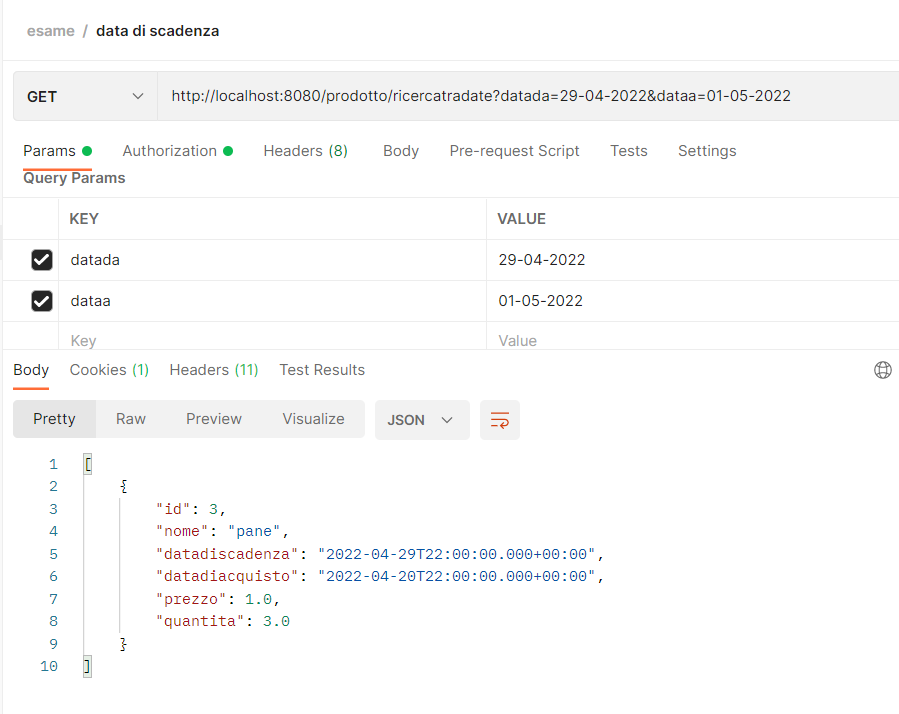 esame / data di scadenza
GET http://localhost:8080/prodotto/ricercatradate?datada=29-04-2022&dataa=01-05-2022
Params Authorization Headers (8) Body Pre-request Script Tests Settings
Query Params
KEY VALUE
datada 29-04-2022
dataa 01-05-2022
Key Value
Body Cookies (1) Headers (11) Test Results
Pretty Raw Preview Visualize JSON
1 [
2 {
3 "id": 3,
4 "nome": "pane",
5 "datadiscadenza": "2022-04-29T22:00:00.000+00:00",
6 "datadiacquisto": "2022-04-20T22:00:00.000+00:00",
7 "prezzo": 1.0,
8 "quantita": 3.0
9 }
10 ]